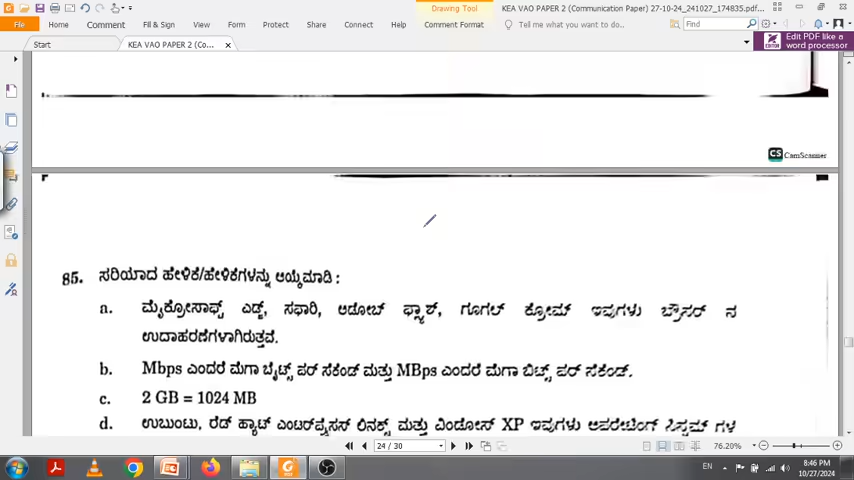 Drawing Tool
KEA VAO PAPER 2 (Communication Paper) 27-10-24_241027_174835.pdf...
File Home Comment Fill & Sign View Form Protect Share Connect Help Comment Format Tell me what you want to do... Find
Start KEA VAO PAPER 2 (Co... Edit PDF like a word processor
EDITOR
CS CamScanner
85. ಸರಿಯಾದ ಹೇಳಿಕೆ/ಹೇಳಿಕೆಗಳನ್ನು ಆಯ್ಕೆಮಾಡಿ :
a. ಮೈಕ್ರೋಸಾಫ್ಟ್ ಎಡ್ಜ್, ಸಫಾರಿ, ಅಡೋಬ್ ಫ್ಲ್ಯಾಶ್, ಗೂಗಲ್ ಕ್ರೋಮ್ ಇವುಗಳು ಬ್ರೌಸರ್ ನ
ಉದಾಹರಣೆಗಳಾಗಿರುತ್ತವೆ.
b. Mbps ಎಂದರೆ ಮೆಗಾ ಬೈಟ್ಸ್ ಪರ್ ಸೆಕೆಂಡ್ ಮತ್ತು MBps ಎಂದರೆ ಮೆಗಾ ಬಿಟ್ಸ್ ಪರ್ ಸೆಕೆಂಡ್.
c. 2 GB = 1024 MB
d. ಉಬುಂಟು, ರೆಡ್ ಹ್ಯಾಟ್ ಎಂಟರ್‌ಪ್ರೈಸಸ್ ಲಿನಕ್ಸ್ ಮತ್ತು ವಿಂಡೋಸ್ XP ಇವುಗಳು ಆಪರೇಟಿಂಗ್ ಸಿಸ್ಟಮ್ ಗಳ
24 / 30 76.20%
EN 8:46 PM
10/27/2024